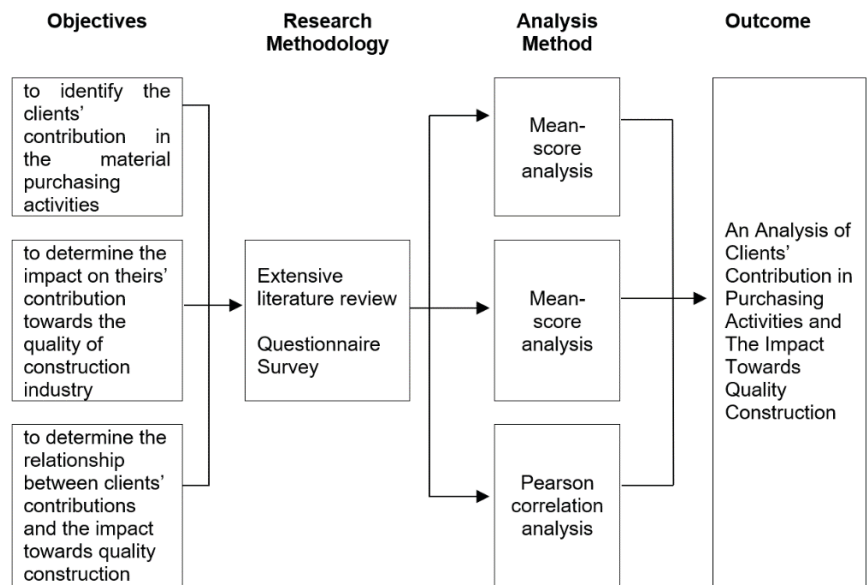 Objectives
Research
Methodology
Analysis
Method
Outcome
to identify the
clients’
contribution in
the material
purchasing
activities
to determine the
impact on theirs’
contribution
towards the
quality of
construction
industry
to determine the
relationship
between clients’
contributions
and the impact
towards quality
construction
Extensive
literature review
Questionnaire
Survey
Mean-
score
analysis
Mean-
score
analysis
Pearson
correlation
analysis
An Analysis of
Clients’
Contribution in
Purchasing
Activities and
The Impact
Towards
Quality
Construction